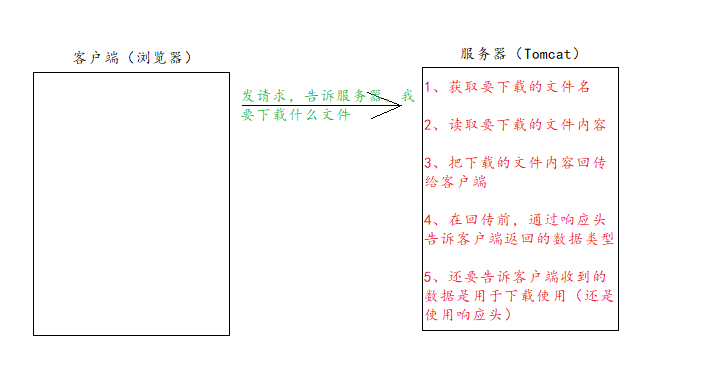 客户端（浏览器）
服务器（Tomcat）
发请求，告诉服务器，我
要下载什么文件
1、获取要下载的文件名
2、读取要下载的文件内容
3、把下载的文件内容回传
给客户端
4、在回传前，通过响应头
告诉客户端返回的数据类型
5、还要告诉客户端收到的
数据是用于下载使用（还是
使用响应头）